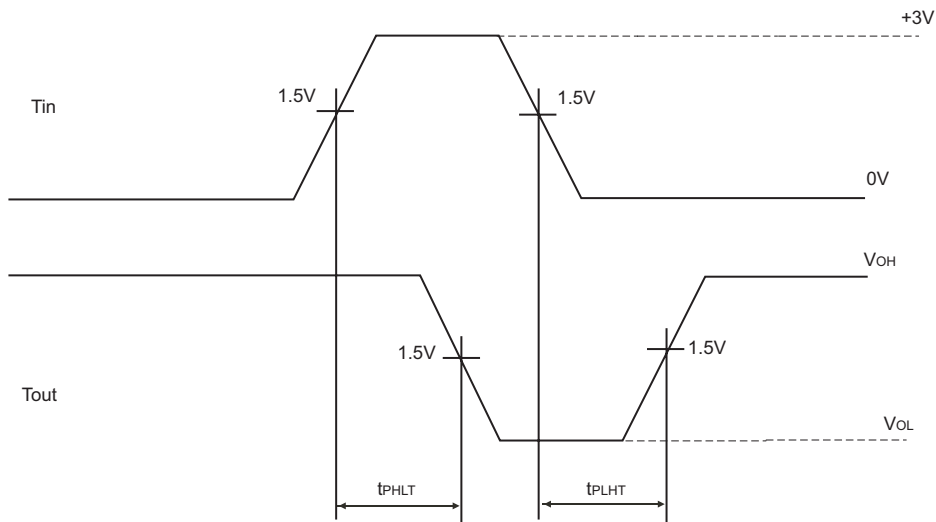 +3V
1.5V
1.5V
Tin
0V
VOH
1.5V
1.5V
Tout
VOL
tPHLT
tPLHT